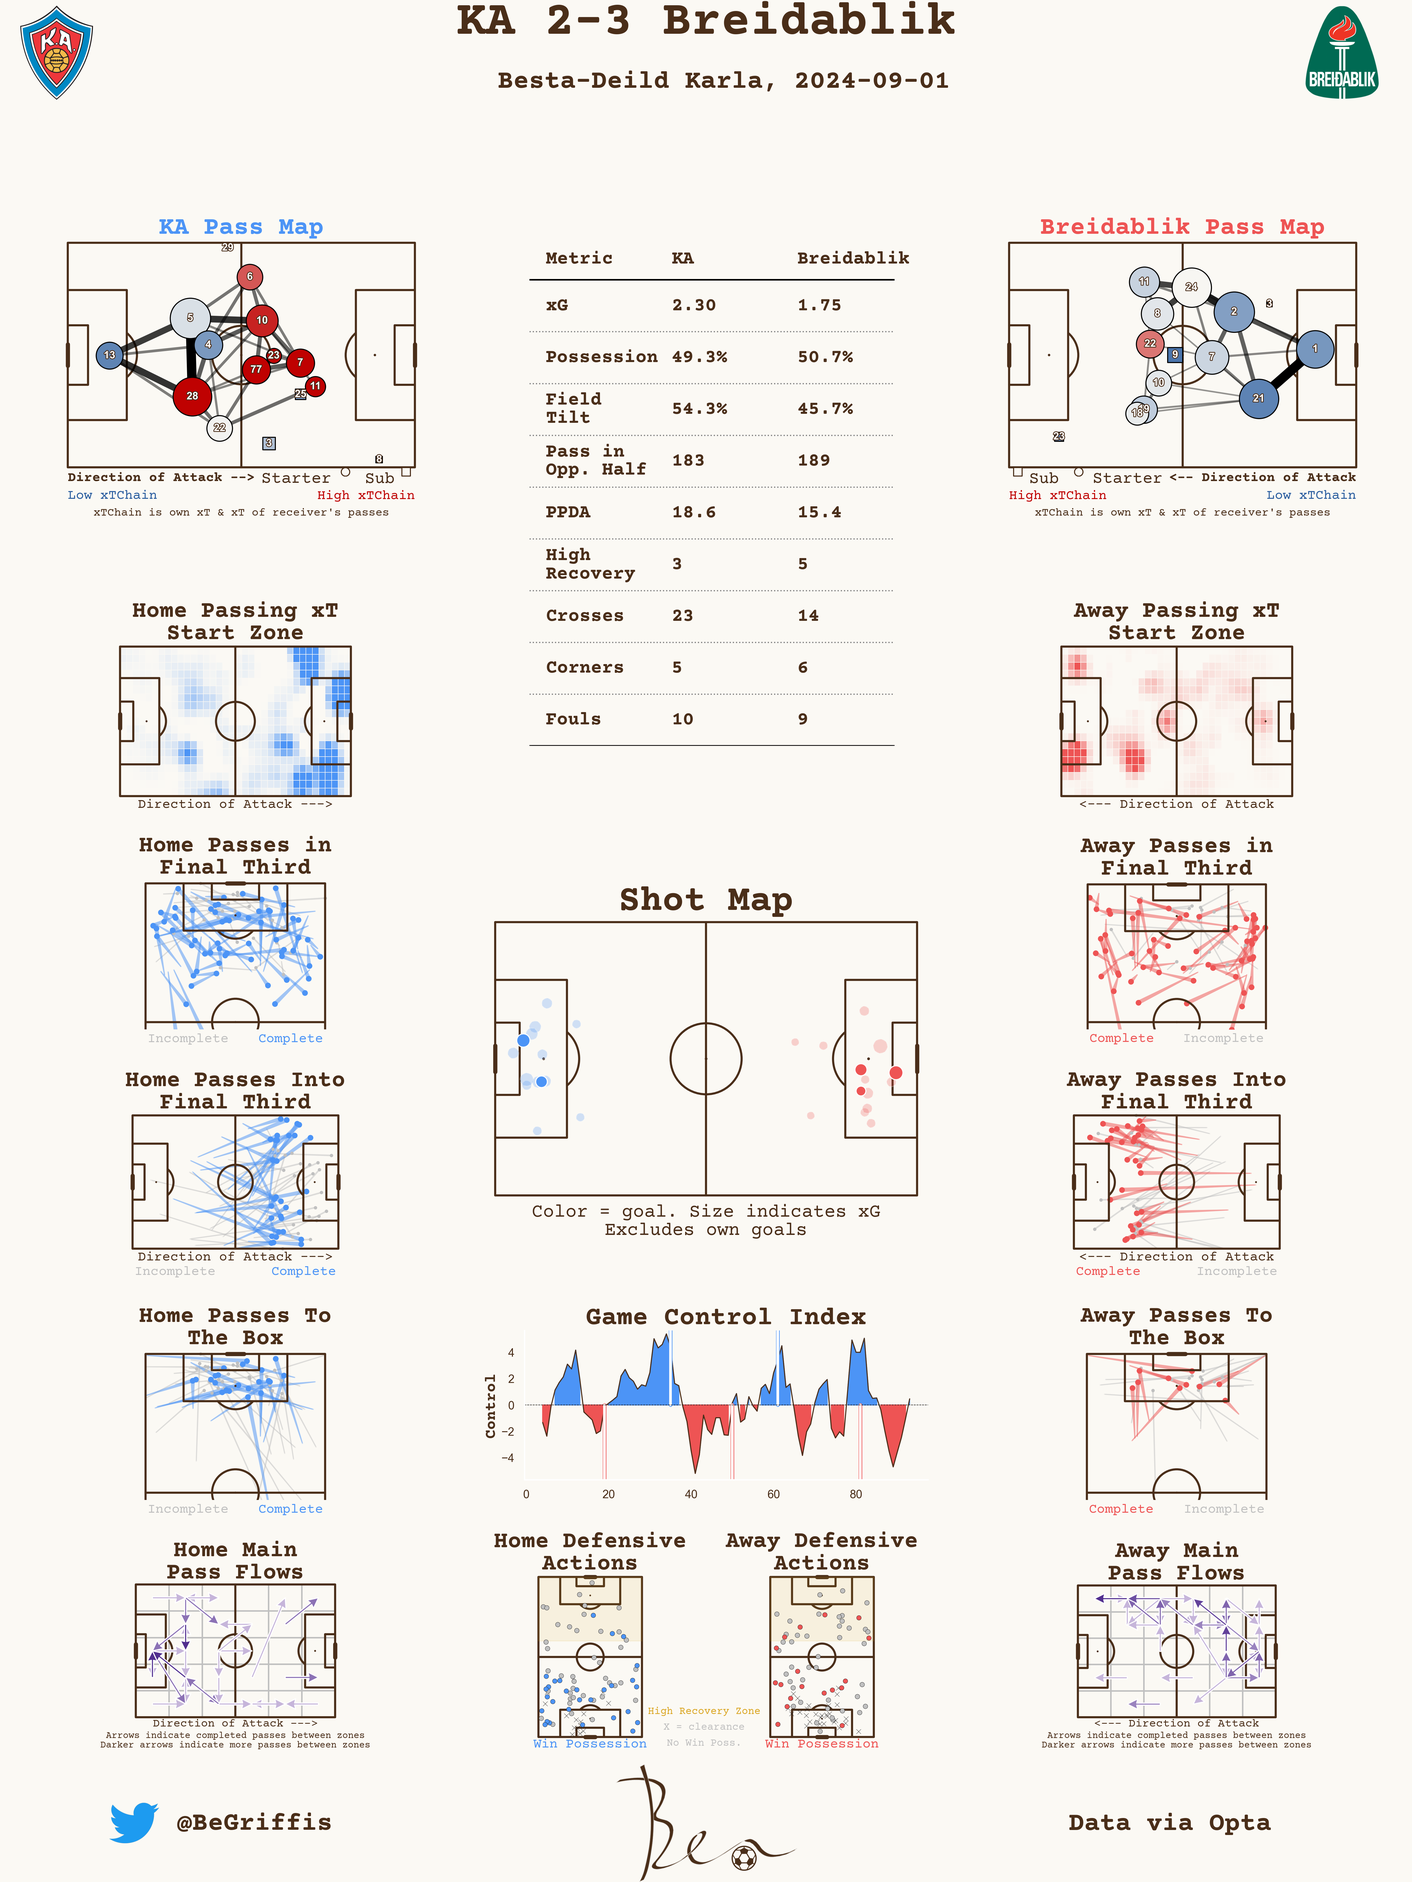 KA 2-3 Breidablik
Besta-Deild Karla, 2024-09-01
KA
BREIÐABLIK
KA Pass Map
29
6
5
10
4
13
23
7
77
11
25
28
22
3
8
Direction of Attack --> Starter Sub
Low xTChain High xTChain
xTChain is own xT & xT of receiver's passes
Metric KA Breidablik
xG 2.30 1.75
Possession 49.3% 50.7%
Field
Tilt 54.3% 45.7%
Pass in
Opp. Half 183 189
PPDA 18.6 15.4
High
Recovery 3 5
Crosses 23 14
Corners 5 6
Fouls 10 9
Breidablik Pass Map
11
24
3
8
2
22
9
7
1
10
21
18
23
Sub Starter <-- Direction of Attack
High xTChain Low xTChain
xTChain is own xT & xT of receiver's passes
Home Passing xT
Start Zone
Direction of Attack --->
Away Passing xT
Start Zone
<--- Direction of Attack
Home Passes in
Final Third
Incomplete Complete
Away Passes in
Final Third
Complete Incomplete
Shot Map
Color = goal. Size indicates xG
Excludes own goals
Home Passes Into
Final Third
Direction of Attack --->
Incomplete Complete
Away Passes Into
Final Third
<--- Direction of Attack
Complete Incomplete
Home Passes To
The Box
Incomplete Complete
Game Control Index
Control
4
2
0
−2
−4
0 20 40 60 80
Away Passes To
The Box
Complete Incomplete
Home Main
Pass Flows
Direction of Attack --->
Arrows indicate completed passes between zones
Darker arrows indicate more passes between zones
Home Defensive
Actions
Win Possession
Away Defensive
Actions
Win Possession
High Recovery Zone
X = clearance
No Win Poss.
Away Main
Pass Flows
<--- Direction of Attack
Arrows indicate completed passes between zones
Darker arrows indicate more passes between zones
@BeGriffis
Ben
Data via Opta